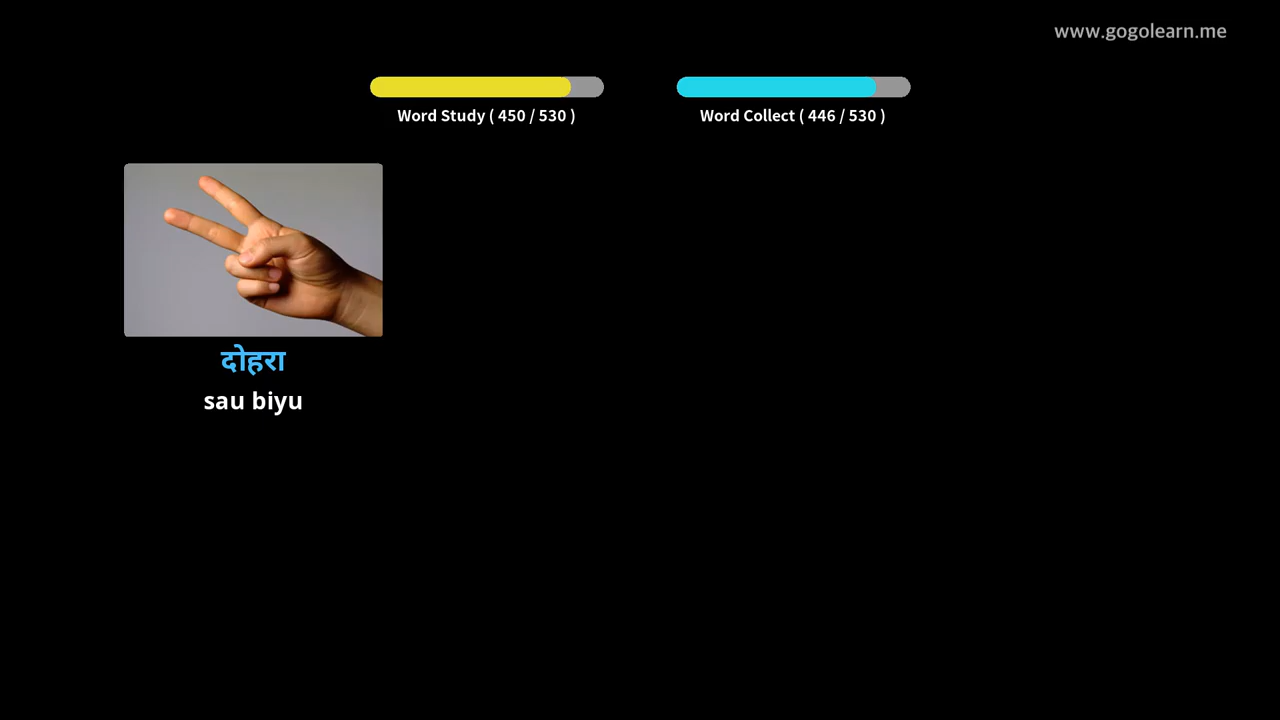 www.gogolearn.me
Word Study ( 450 / 530 )
Word Collect ( 446 / 530 )
दोहरा
sau biyu